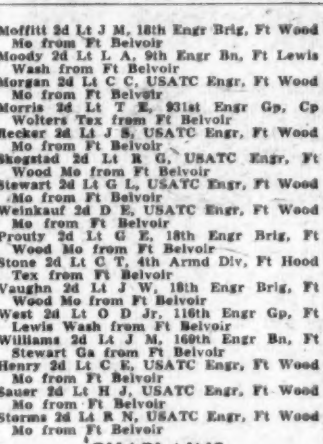 Moffitt 2d Lt J M, 18th Engr Brig, Ft Wood
Mo from Ft Belvoir
Moody 2d Lt L A, 9th Engr Bn, Ft Lewis
Wash from Ft Belvoir
Morgan 2d Lt C C, USATC Engr, Ft Wood
Mo from Ft Belvoir
Morris 2d Lt T E, 931st Engr Gp, Cp
Wolters Tex from Ft Belvoir
Recker 2d Lt J S, USATC Engr, Ft Wood
Mo from Ft Belvoir
Skogstad 2d Lt R G, USATC Engr, Ft
Wood Mo from Ft Belvoir
Stewart 2d Lt G L, USATC Engr, Ft Wood
Mo from Ft Belvoir
Weinkauf 2d D E, USATC Engr, Ft Wood
Mo from Ft Belvoir
Prouty 2d Lt G E, 18th Engr Brig, Ft
Wood Mo from Ft Belvoir
Stone 2d Lt C T, 4th Armd Div, Ft Hood
Tex from Ft Belvoir
Vaughn 2d Lt J W, 18th Engr Brig, Ft
Wood Mo from Ft Belvoir
West 2d Lt O D Jr, 116th Engr Gp, Ft
Lewis Wash from Ft Belvoir
Williams 2d Lt J M, 169th Engr Bn, Ft
Stewart Ga from Ft Belvoir
Henry 2d Lt C E, USATC Engr, Ft Wood
Mo from Ft Belvoir
Sauer 2d Lt H J, USATC Engr, Ft Wood
Mo from Ft Belvoir
Storms 2d Lt R N, USATC Engr, Ft Wood
Mo from Ft Belvoir